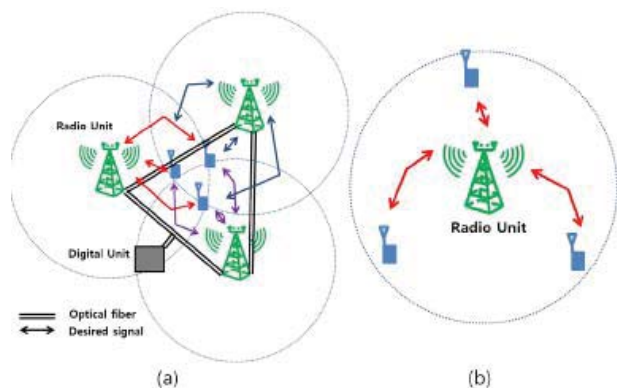 Radio Unit
Digital Unit
Optical fiber
Desired signal
(a)
Radio Unit
(b)